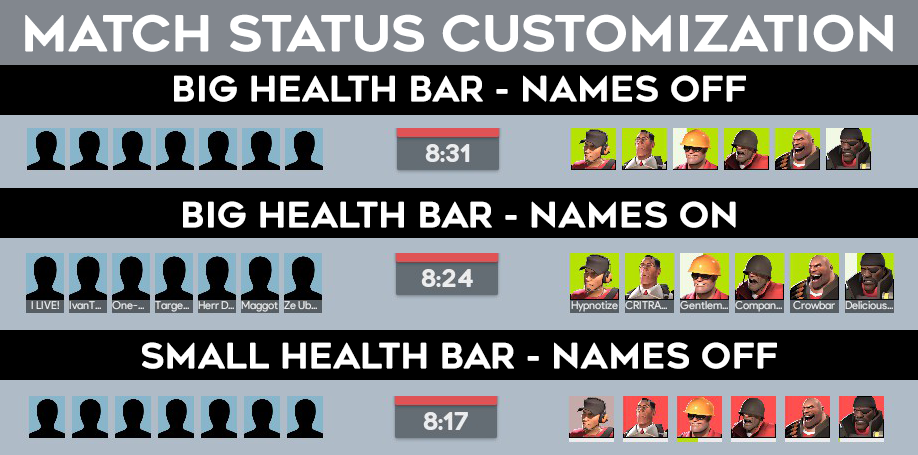 MATCH STATUS CUSTOMIZATION
BIG HEALTH BAR - NAMES OFF
8:31
BIG HEALTH BAR - NAMES ON
8:24
I LIVE! IvanT... One-... Targe... Herr D... Maggot Ze Ub... Hypnotize CRITRA... Gentlem... Compan... Crowbar Delicious...
SMALL HEALTH BAR - NAMES OFF
8:17